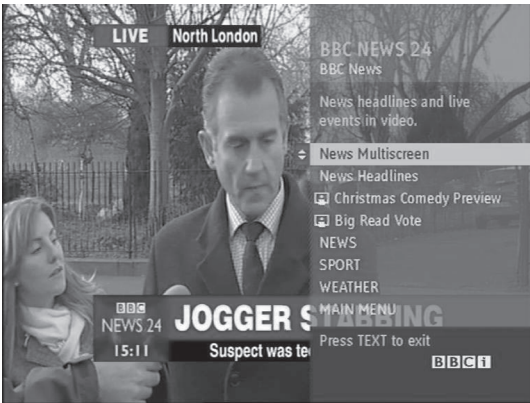 LIVE North London
BBC NEWS 24
BBC News
News headlines and live
events in video.
News Multiscreen
News Headlines
Christmas Comedy Preview
Big Read Vote
NEWS
SPORT
WEATHER
MAIN MENU
BBC
NEWS 24
JOGGER STABBING
15:11
Suspect was
Press TEXT to exit
BBCi